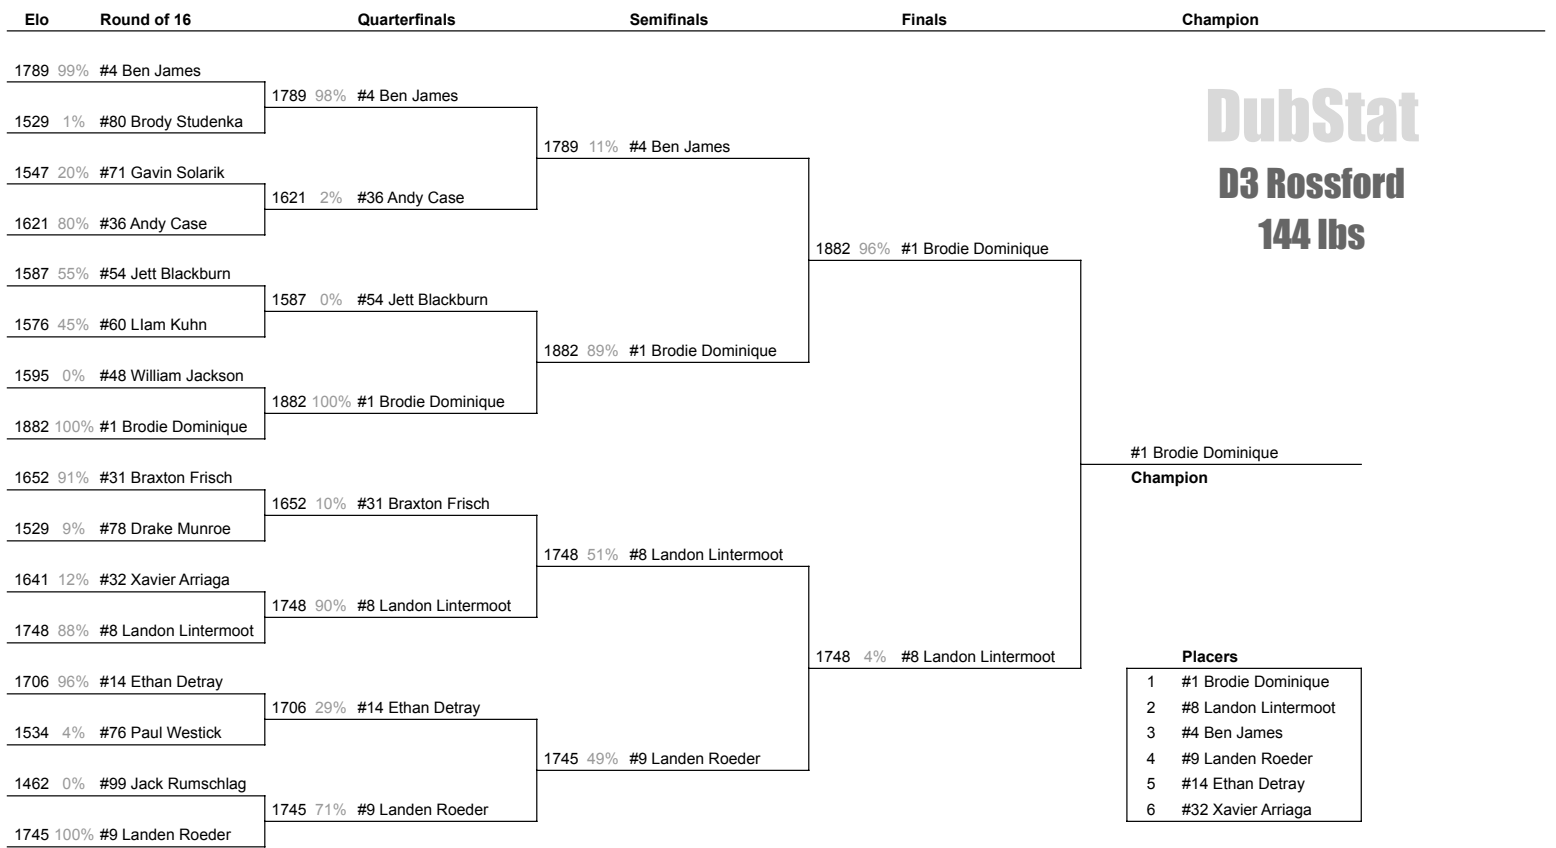 Elo Round of 16 Quarterfinals Semifinals Finals Champion
1789 99% #4 Ben James
1789 98% #4 Ben James
1529 1% #80 Brody Studenka
DubStat
1789 11% #4 Ben James
1547 20% #71 Gavin Solarik
D3 Rossford
1621 2% #36 Andy Case
1621 80% #36 Andy Case
144 lbs
1882 96% #1 Brodie Dominique
1587 55% #54 Jett Blackburn
1587 0% #54 Jett Blackburn
1576 45% #60 LIam Kuhn
1882 89% #1 Brodie Dominique
1595 0% #48 William Jackson
1882 100% #1 Brodie Dominique
1882 100% #1 Brodie Dominique
#1 Brodie Dominique
1652 91% #31 Braxton Frisch
Champion
1652 10% #31 Braxton Frisch
1529 9% #78 Drake Munroe
1748 51% #8 Landon Lintermoot
1641 12% #32 Xavier Arriaga
1748 90% #8 Landon Lintermoot
1748 88% #8 Landon Lintermoot
1748 4% #8 Landon Lintermoot
Placers
1706 96% #14 Ethan Detray
1 #1 Brodie Dominique
1706 29% #14 Ethan Detray
2 #8 Landon Lintermoot
1534 4% #76 Paul Westick
3 #4 Ben James
1745 49% #9 Landen Roeder
4 #9 Landen Roeder
1462 0% #99 Jack Rumschlag
5 #14 Ethan Detray
1745 71% #9 Landen Roeder
6 #32 Xavier Arriaga
1745 100% #9 Landen Roeder